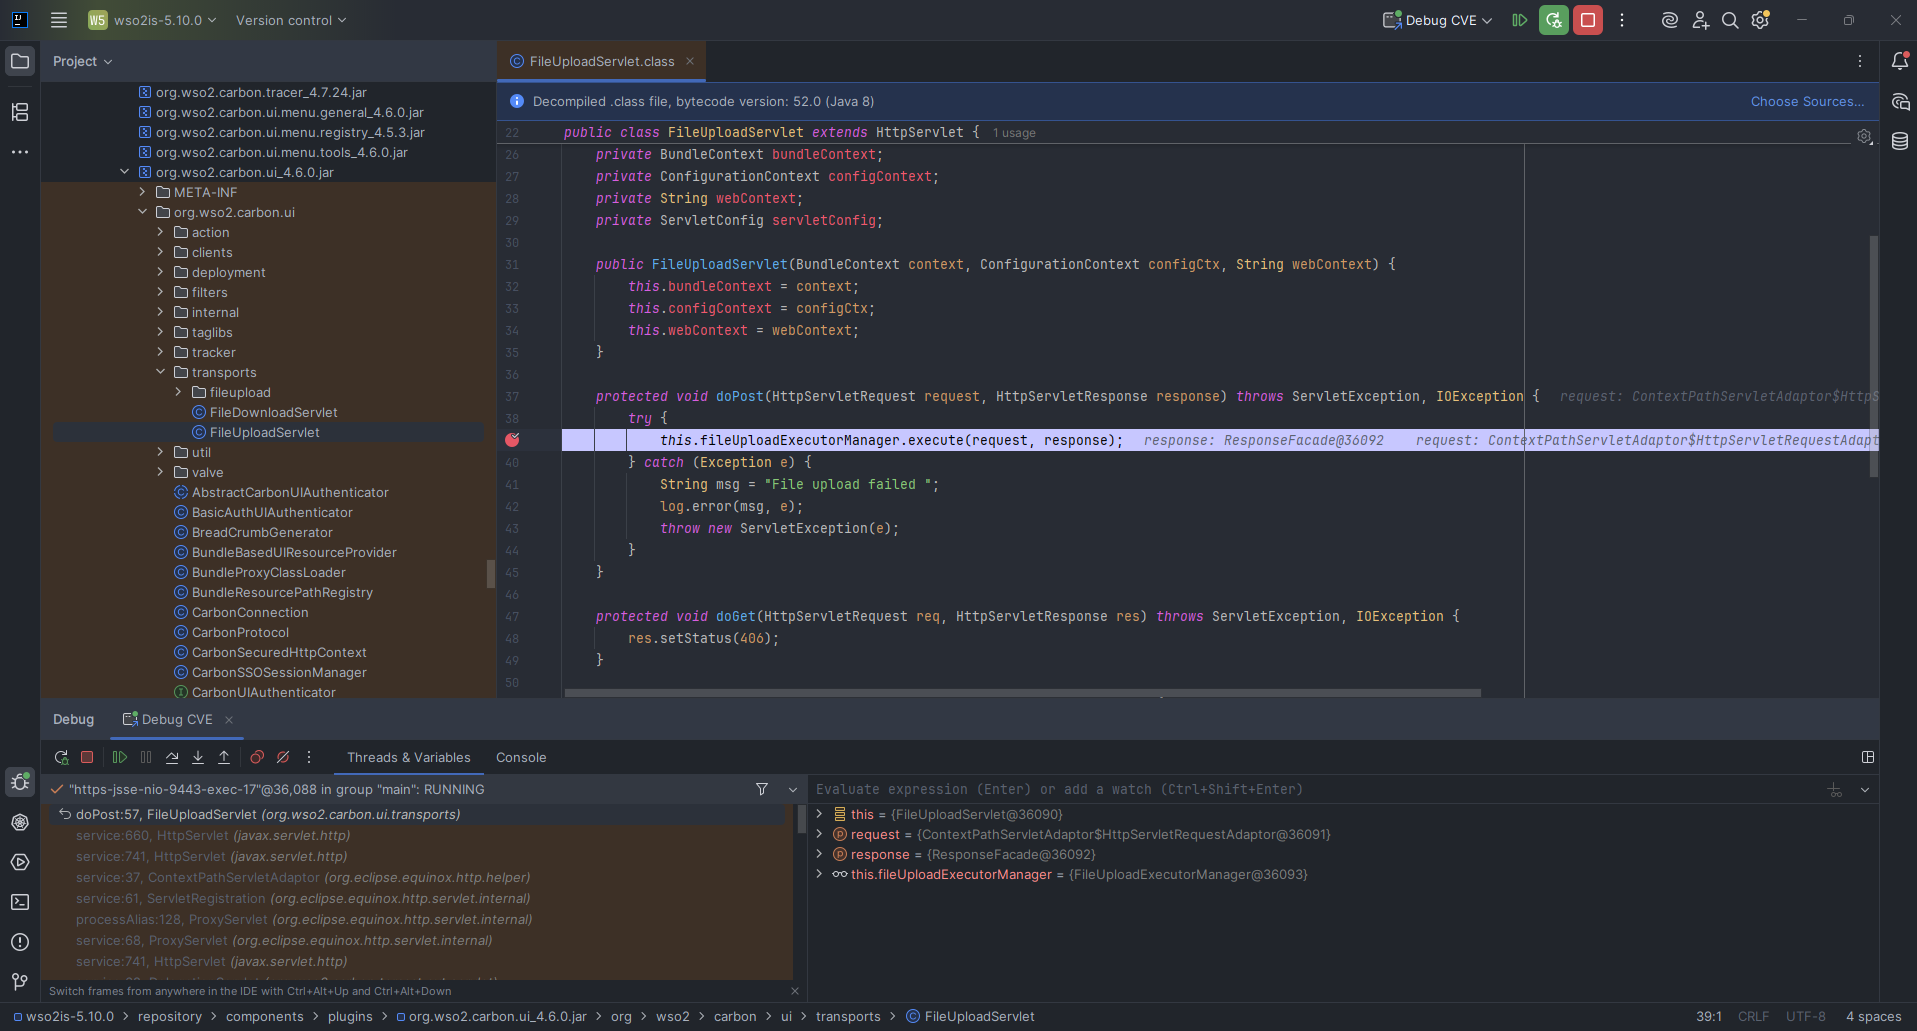 W5 wso2is-5.10.0 Version control Debug CVE
Project
org.wso2.carbon.tracer_4.7.24.jar
org.wso2.carbon.ui.menu.general_4.6.0.jar
org.wso2.carbon.ui.menu.registry_4.5.3.jar
org.wso2.carbon.ui.menu.tools_4.6.0.jar
org.wso2.carbon.ui_4.6.0.jar
META-INF
org.wso2.carbon.ui
action
clients
deployment
filters
internal
taglibs
tracker
transports
fileupload
FileDownloadServlet
FileUploadServlet
util
valve
AbstractCarbonUIAuthenticator
BasicAuthUIAuthenticator
BreadCrumbGenerator
BundleBasedUIResourceProvider
BundleProxyClassLoader
BundleResourcePathRegistry
CarbonConnection
CarbonProtocol
CarbonSecuredHttpContext
CarbonSSOSessionManager
CarbonUIAuthenticator
FileUploadServlet.class
Decompiled .class file, bytecode version: 52.0 (Java 8) Choose Sources...
22 public class FileUploadServlet extends HttpServlet { 1 usage
26 private BundleContext bundleContext;
27 private ConfigurationContext configContext;
28 private String webContext;
29 private ServletConfig servletConfig;
30
31 public FileUploadServlet(BundleContext context, ConfigurationContext configCtx, String webContext) {
32 this.bundleContext = context;
33 this.configContext = configCtx;
34 this.webContext = webContext;
35 }
36
37 protected void doPost(HttpServletRequest request, HttpServletResponse response) throws ServletException, IOException { request: ContextPathServletAdaptor$Http
38 try {
this.fileUploadExecutorManager.execute(request, response); response: ResponseFacade@36092 request: ContextPathServletAdaptor$HttpServletRequestAdapt
40 } catch (Exception e) {
41 String msg = "File upload failed ";
42 log.error(msg, e);
43 throw new ServletException(e);
44 }
45 }
46
47 protected void doGet(HttpServletRequest req, HttpServletResponse res) throws ServletException, IOException {
48 res.setStatus(406);
49 }
50
Debug Debug CVE
Threads & Variables Console
"https-jsse-nio-9443-exec-17"@36,088 in group "main": RUNNING
doPost:57, FileUploadServlet (org.wso2.carbon.ui.transports)
service:660, HttpServlet (javax.servlet.http)
service:741, HttpServlet (javax.servlet.http)
service:37, ContextPathServletAdaptor (org.eclipse.equinox.http.helper)
service:61, ServletRegistration (org.eclipse.equinox.http.servlet.internal)
processAlias:128, ProxyServlet (org.eclipse.equinox.http.servlet.internal)
service:68, ProxyServlet (org.eclipse.equinox.http.servlet.internal)
service:741, HttpServlet (javax.servlet.http)
Switch frames from anywhere in the IDE with Ctrl+Alt+Up and Ctrl+Alt+Down
Evaluate expression (Enter) or add a watch (Ctrl+Shift+Enter)
this = {FileUploadServlet@36090}
request = {ContextPathServletAdaptor$HttpServletRequestAdaptor@36091}
response = {ResponseFacade@36092}
this.fileUploadExecutorManager = {FileUploadExecutorManager@36093}
wso2is-5.10.0 repository components plugins org.wso2.carbon.ui_4.6.0.jar org wso2 carbon ui transports FileUploadServlet 39:1 CRLF UTF-8 4 spaces